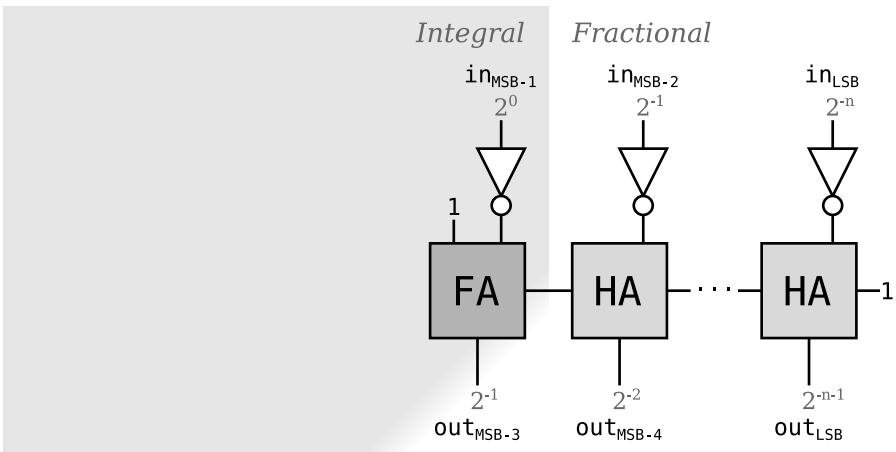 Integral Fractional
in_MSB-1 in_MSB-2 in_LSB
2^0 2^-1 2^-n
1
FA HA ··· HA 1
2^-1 2^-2 2^-n-1
out_MSB-3 out_MSB-4 out_LSB